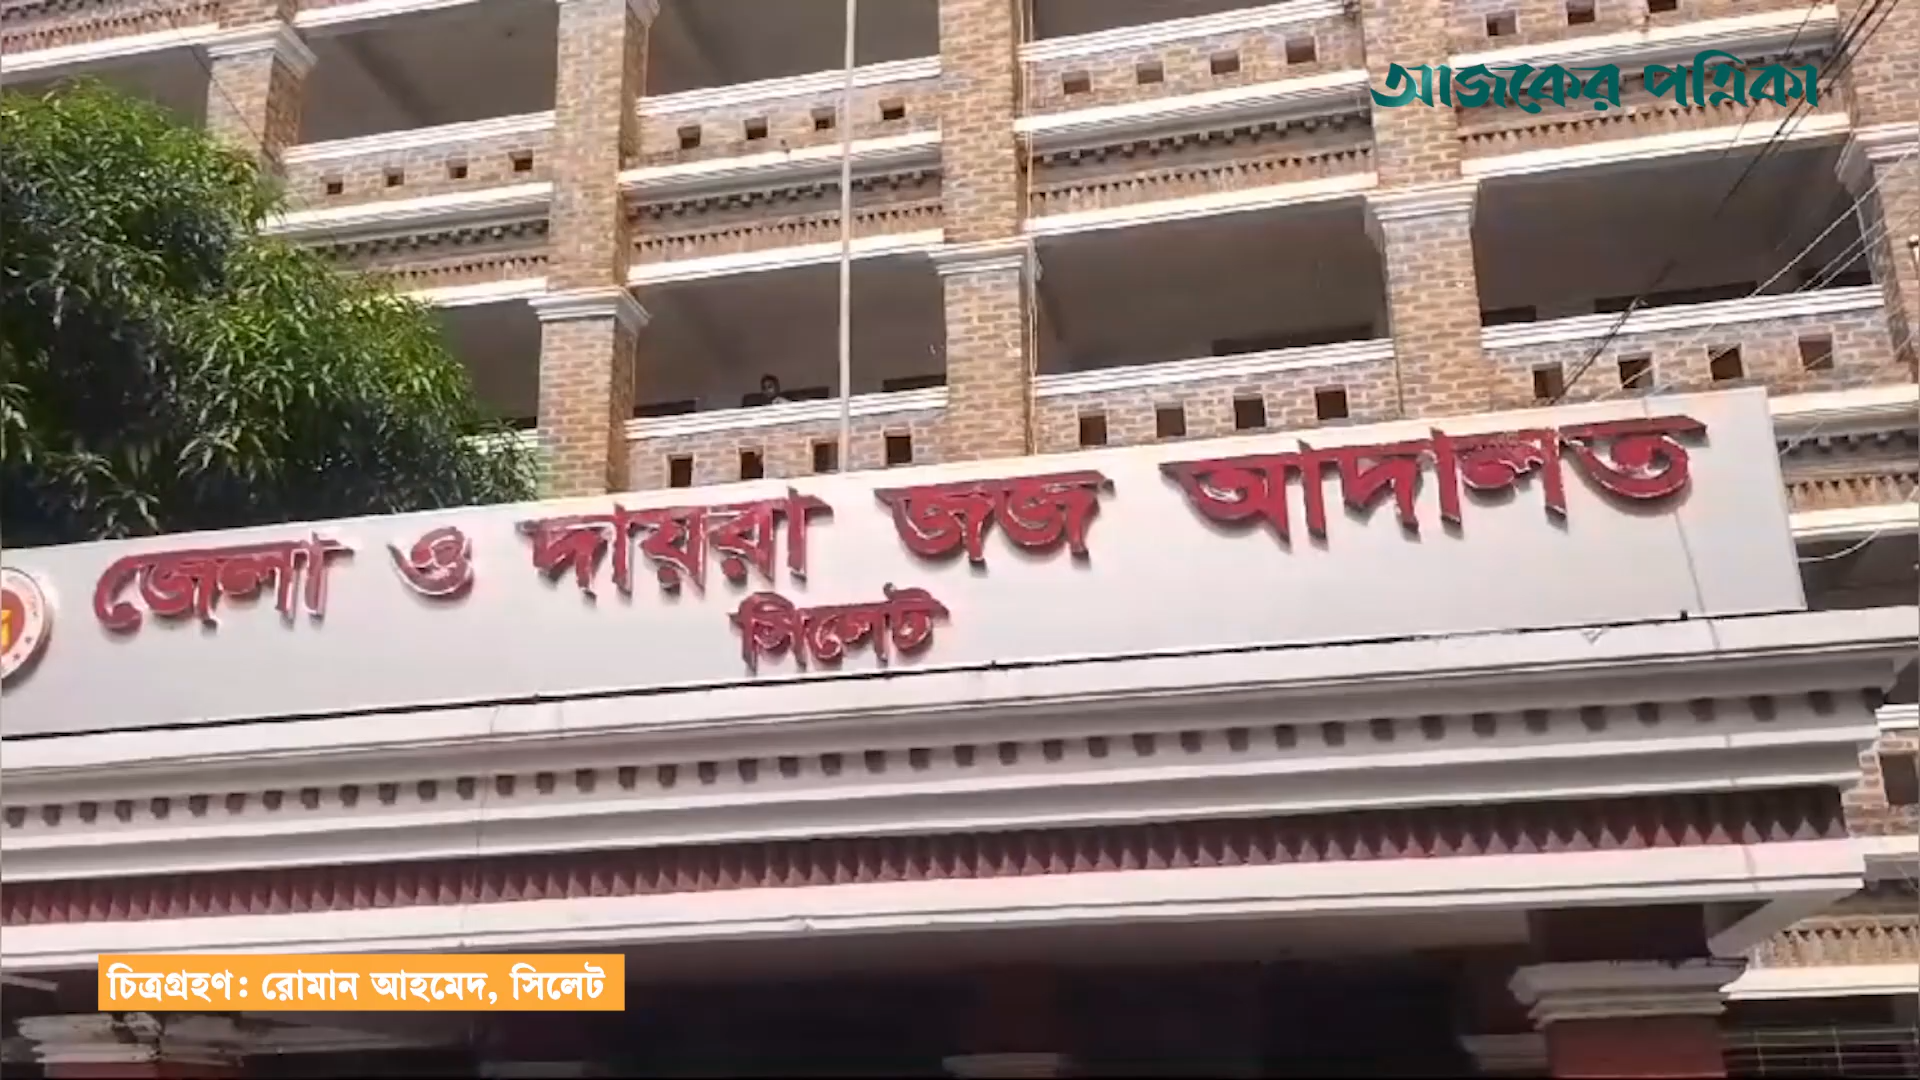 আজকের পত্রিকা
জেলা ও দায়রা জজ আদালত
সিলেট
চিত্রগ্রহণ: রোমান আহমেদ, সিলেট